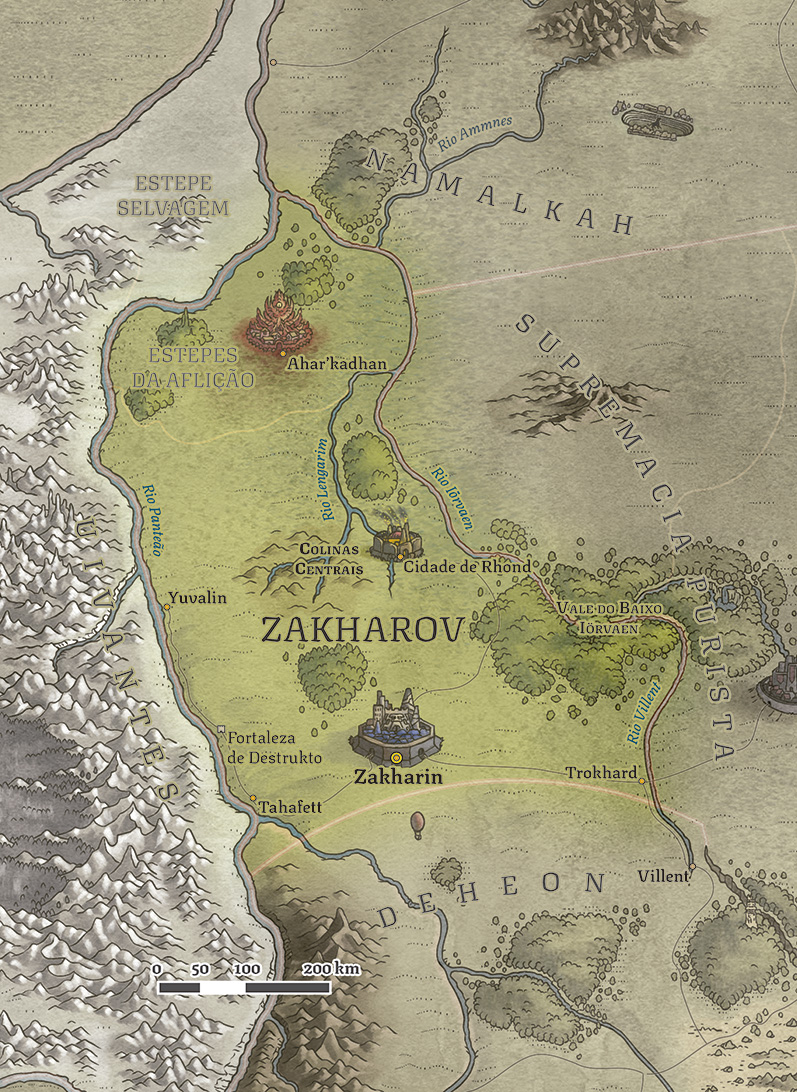 Rio Ammnes
NAMALKAH
ESTEPE
SELVAGEM
SUPREMACIA PURISTA
ESTEPES
DA AFLIÇÃO
Ahar'kadhan
Rio Lengarim
Rio Iörvaen
Rio Panteão
UIVANTES
COLINAS
CENTRAIS
Cidade de Rhond
Yuvalin
VALE DO BAIXO
IÖRVAEN
ZAKHAROV
Rio Villent
Fortaleza
de Destrukto
Zakharin
Trokhard
Tahafett
Villent
DEHEON
0 50 100 200 km